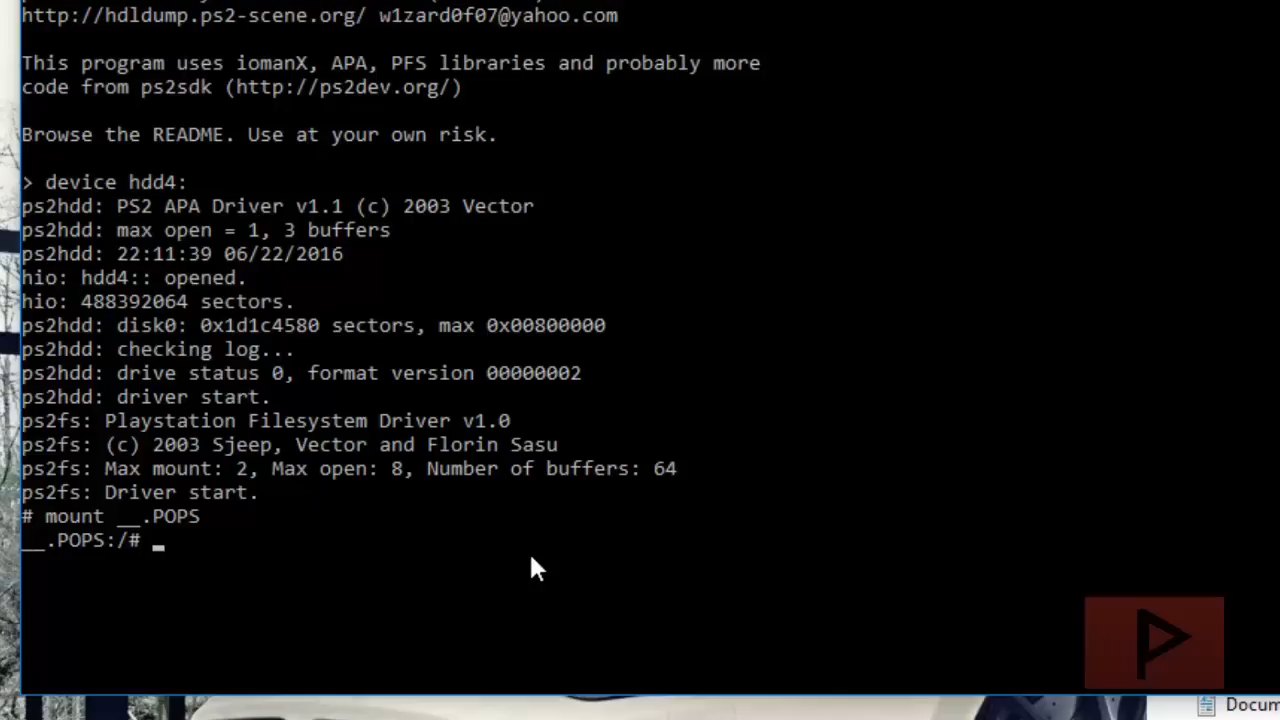 http://hdldump.ps2-scene.org/ w1zard0f07@yahoo.com
This program uses iomanX, APA, PFS libraries and probably more
code from ps2sdk (http://ps2dev.org/)
Browse the README. Use at your own risk.
> device hdd4:
ps2hdd: PS2 APA Driver v1.1 (c) 2003 Vector
ps2hdd: max open = 1, 3 buffers
ps2hdd: 22:11:39 06/22/2016
hio: hdd4:: opened.
hio: 488392064 sectors.
ps2hdd: disk0: 0x1d1c4580 sectors, max 0x00800000
ps2hdd: checking log...
ps2hdd: drive status 0, format version 00000002
ps2hdd: driver start.
ps2fs: Playstation Filesystem Driver v1.0
ps2fs: (c) 2003 Sjeep, Vector and Florin Sasu
ps2fs: Max mount: 2, Max open: 8, Number of buffers: 64
ps2fs: Driver start.
# mount __.POPS
__.POPS:/# _